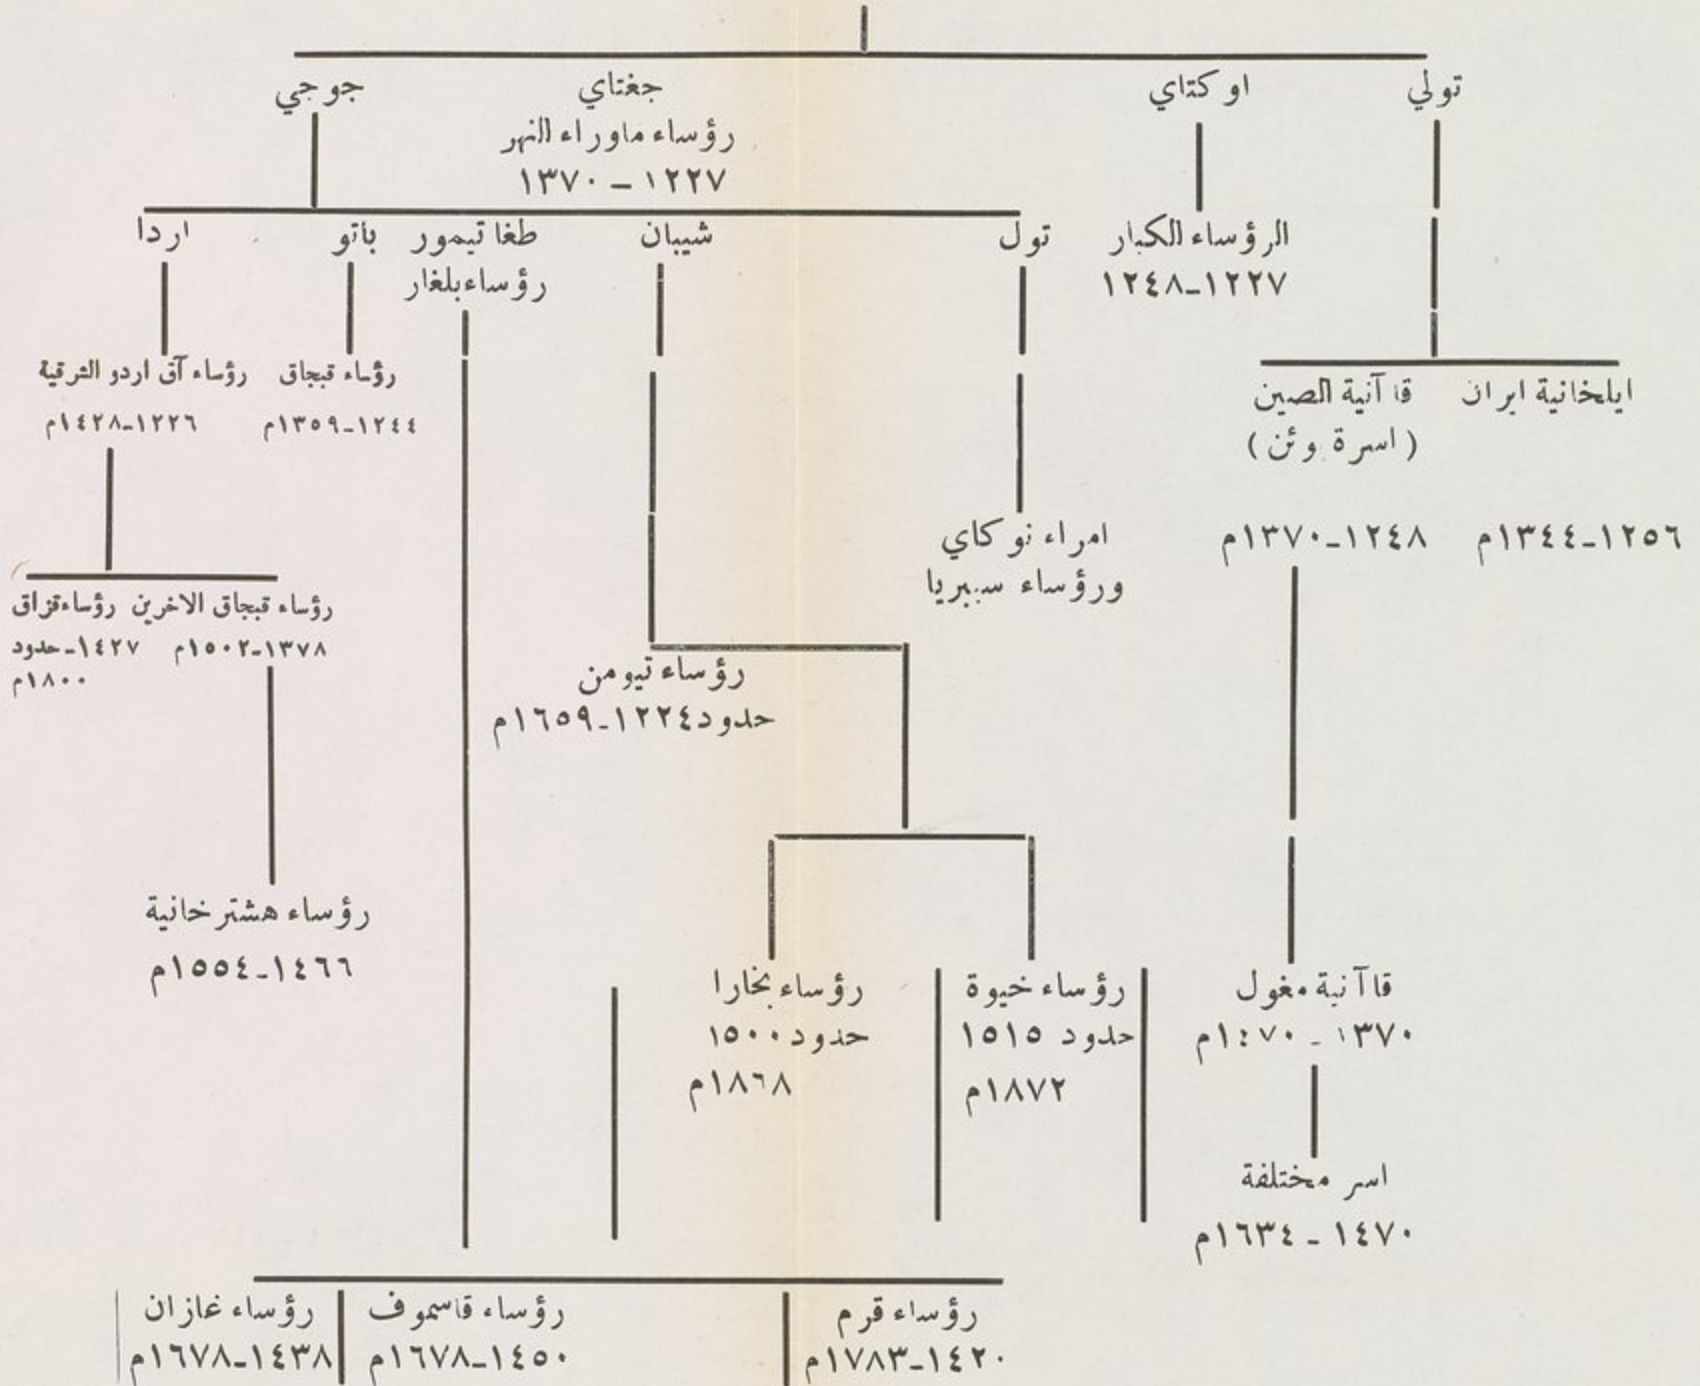 تولي
اوكتاي
جغتاي
جوجي
رؤساء ماوراء النهر
١٢٢٧ – ١٣٧٠
الرؤساء الكبار
١٢٢٧-١٢٤٨
تول
شيبان
طغا تيمور
باتو
اردا
رؤساء بلغار
رؤساء قبجاق
١٢٤٤-١٣٥٩م
رؤساء آق اردو الشرقية
١٢٢٦-١٤٢٨م
ايلخانية ايران
قاآنية الصين
( اسرة وئن )
١٢٥٦-١٣٤٤م
١٢٤٨-١٣٧٠م
امراء نوكاي
ورؤساء سيبريا
رؤساء قبجاق الاخرين
١٣٧٨-١٥٠٢م
رؤساء قزاق
١٤٢٧-حدود
١٨٠٠م
رؤساء تيومن
حدود ١٢٢٤-١٦٥٩م
رؤساء هشترخانية
١٤٦٦-١٥٥٤م
قاآنية مغول
١٣٧٠ - ١٤٧٠م
رؤساء خيوة
حدود ١٥١٥
١٨٧٢م
رؤساء بخارا
حدود ١٥٠٠
١٨٦٨م
اسر مختلفة
١٤٧٠ - ١٦٣٤م
رؤساء قرم
١٤٢٠-١٧٨٣م
رؤساء قاسموف
١٤٥٠-١٦٧٨م
رؤساء غازان
١٤٣٨-١٦٧٨م